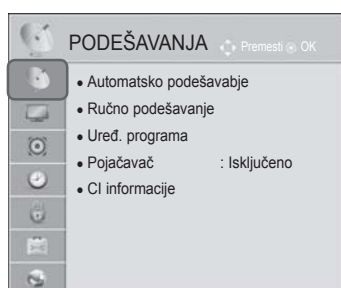 PODEŠAVANJA Premesti OK
• Automatsko podešavabje
• Ručno podešavanje
• Uređ. programa
• Pojačavač : Isključeno
• CI informacije